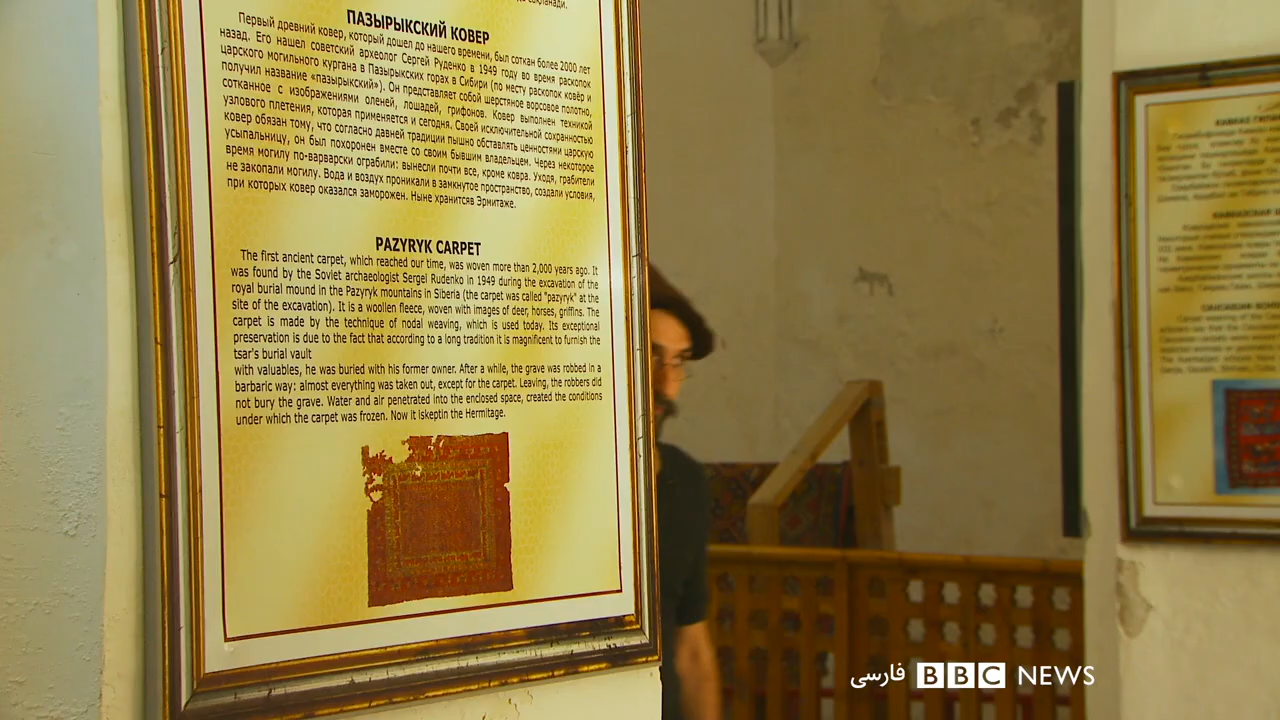 ПАЗЫРЫКСКИЙ КОВЕР
Первый древний ковер, который дошел до нашего времени, был соткан более 2000 лет
назад. Его нашел советский археолог Сергей Руденко в 1949 году во время раскопок
царского могильного кургана в Пазырыкских горах в Сибири (по месту раскопок ковёр и
получил название «пазырыкский»). Он представляет собой шерстяное ворсовое полотно,
сотканное с изображениями оленей, лошадей, грифонов. Ковер выполнен техникой
узлового плетения, которая применяется и сегодня. Своей исключительной сохранностью
ковер обязан тому, что согласно давней традиции пышно обставлять ценностями царскую
усыпальницу, он был похоронен вместе со своим бывшим владельцем. Через некоторое
время могилу по-варварски ограбили: вынесли почти все, кроме ковра. Уходя, грабители
не закопали могилу. Вода и воздух проникали в замкнутое пространство, создали условия,
при которых ковер оказался заморожен. Ныне хранитсяв Эрмитаже.
PAZYRYK CARPET
The first ancient carpet, which reached our time, was woven more than 2,000 years ago. It
was found by the Soviet archaeologist Sergei Rudenko in 1949 during the excavation of the
royal burial mound in the Pazyryk mountains in Siberia (the carpet was called "pazyryk" at the
site of the excavation). It is a woollen fleece, woven with images of deer, horses, griffins. The
carpet is made by the technique of nodal weaving, which is used today. Its exceptional
preservation is due to the fact that according to a long tradition it is magnificent to furnish the
tsar's burial vault
with valuables, he was buried with his former owner. After a while, the grave was robbed in a
barbaric way: almost everything was taken out, except for the carpet. Leaving, the robbers did
not bury the grave. Water and air penetrated into the enclosed space, created the conditions
under which the carpet was frozen. Now it iskeptin the Hermitage.
فارسی BBC NEWS